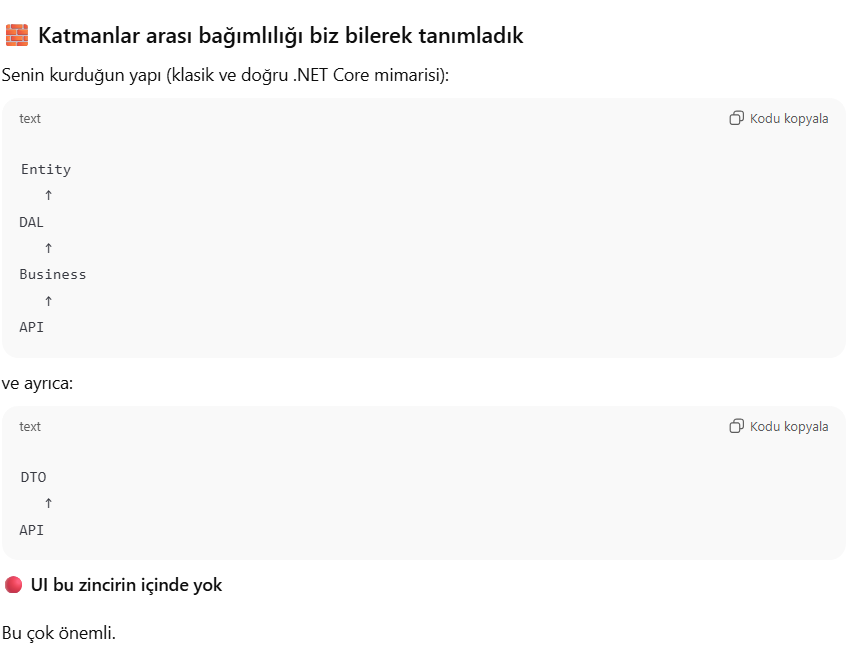 🧱 Katmanlar arası bağımlılığı biz bilerek tanımladık
Senin kurduğun yapı (klasik ve doğru .NET Core mimarisi):
text
Kodu kopyala
Entity
↑
DAL
↑
Business
↑
API
ve ayrıca:
text
Kodu kopyala
DTO
↑
API
🔴 UI bu zincirin içinde yok
Bu çok önemli.